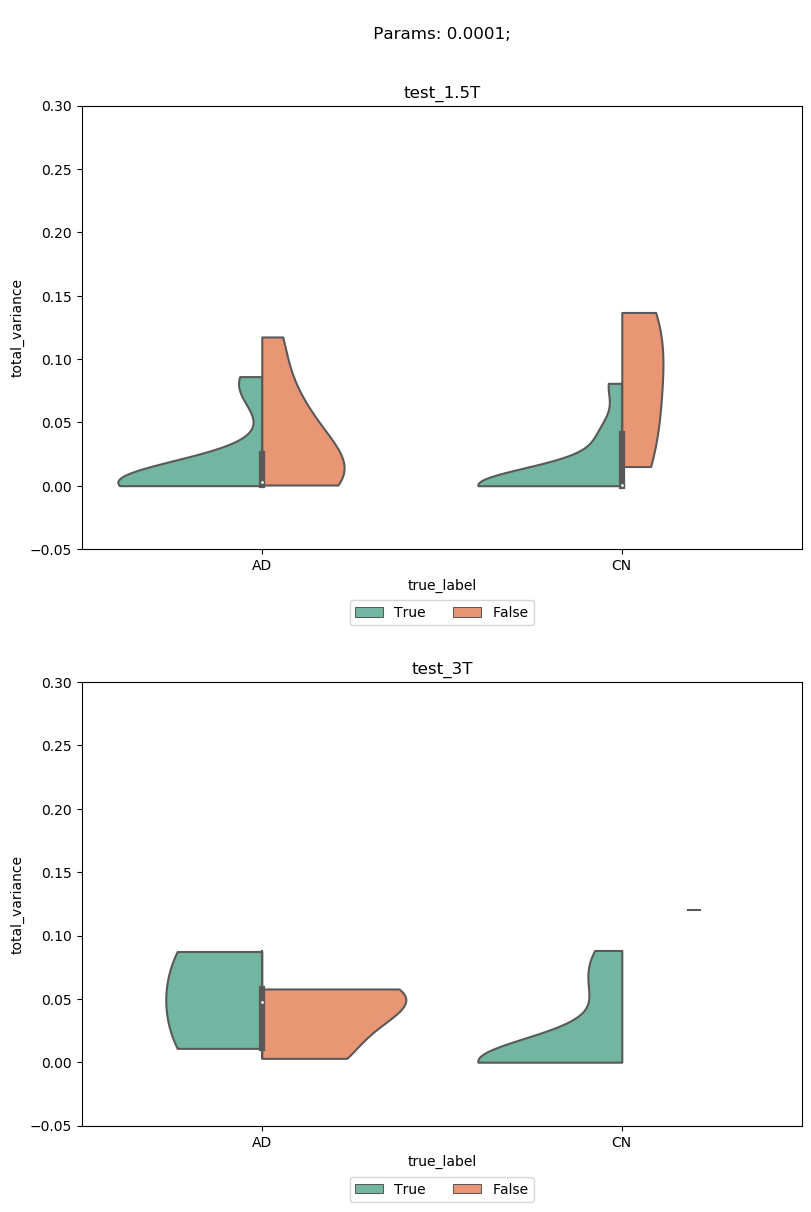 Params: 0.0001;
test_1.5T
0.30
0.25
0.20
0.15
0.10
0.05
0.00
−0.05
total_variance
AD CN
true_label
True False
test_3T
0.30
0.25
0.20
0.15
0.10
0.05
0.00
−0.05
total_variance
AD CN
true_label
True False